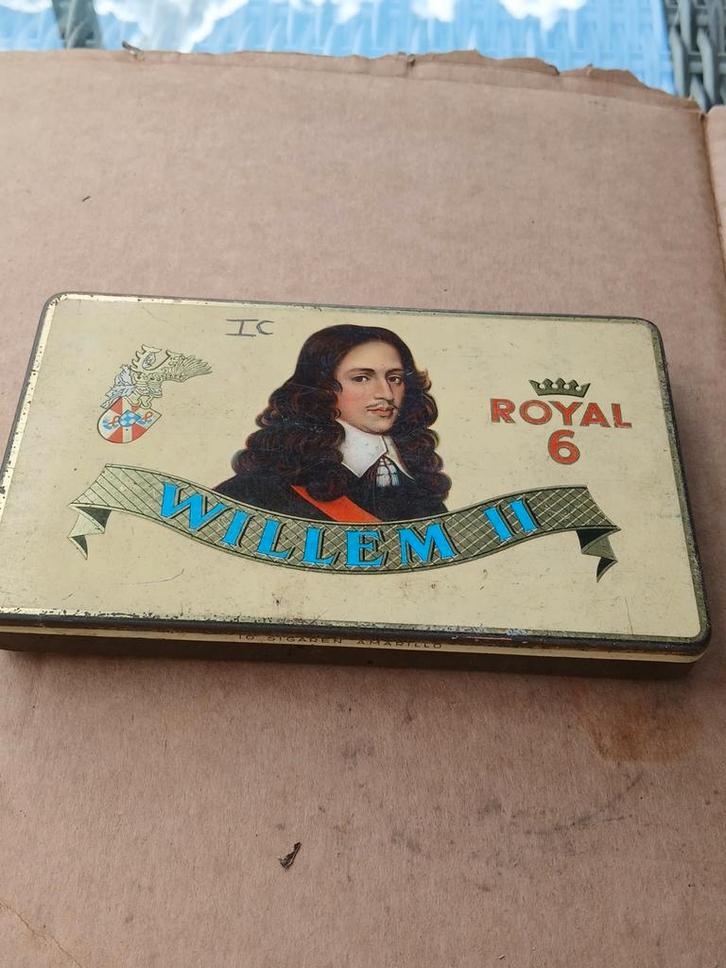 IC
ROYAL
6
WILLEM II
10 SIGAREN AMARILLO